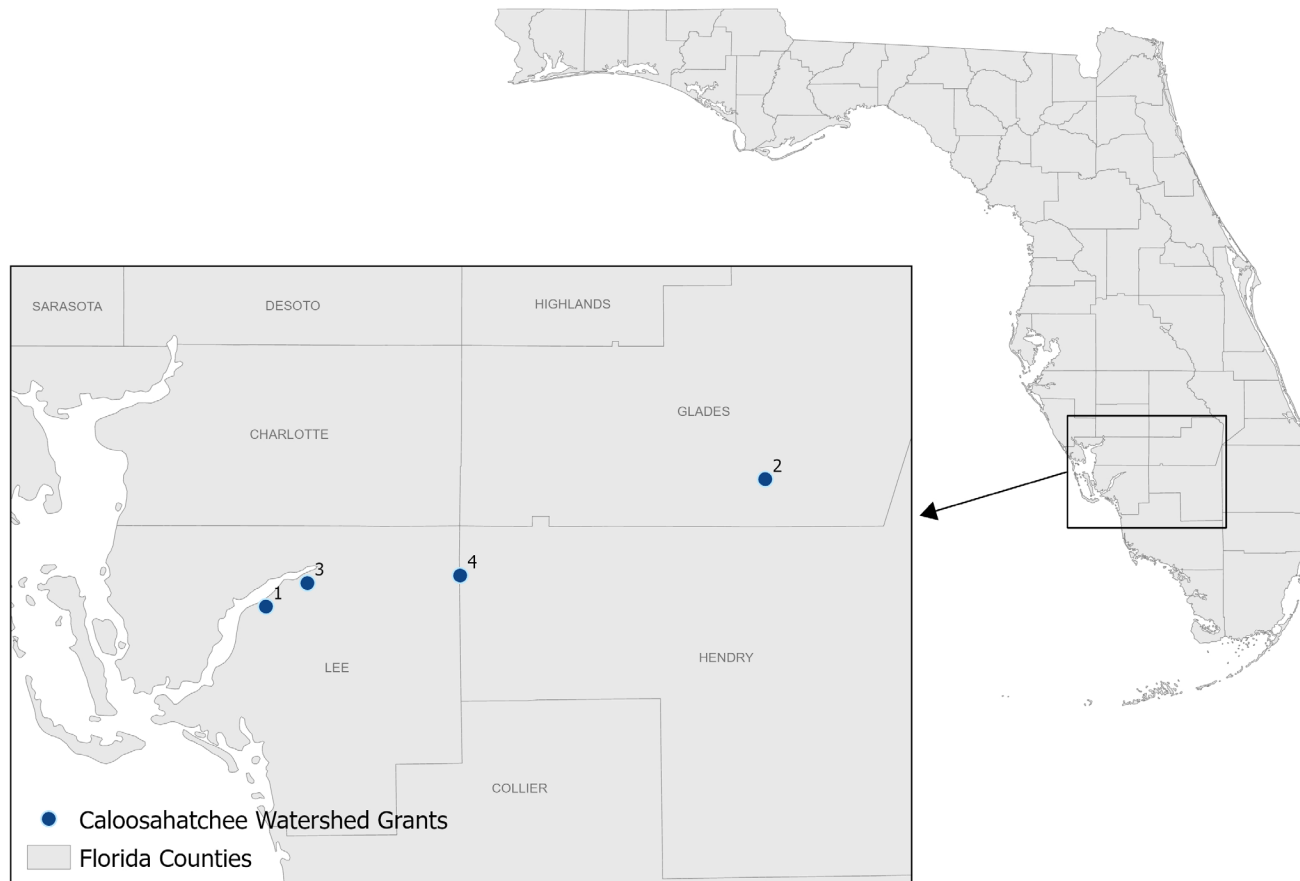 SARASOTA
DESOTO
HIGHLANDS
GLADES
CHARLOTTE
2
4
3
1
HENDRY
LEE
COLLIER
Caloosahatchee Watershed Grants
Florida Counties